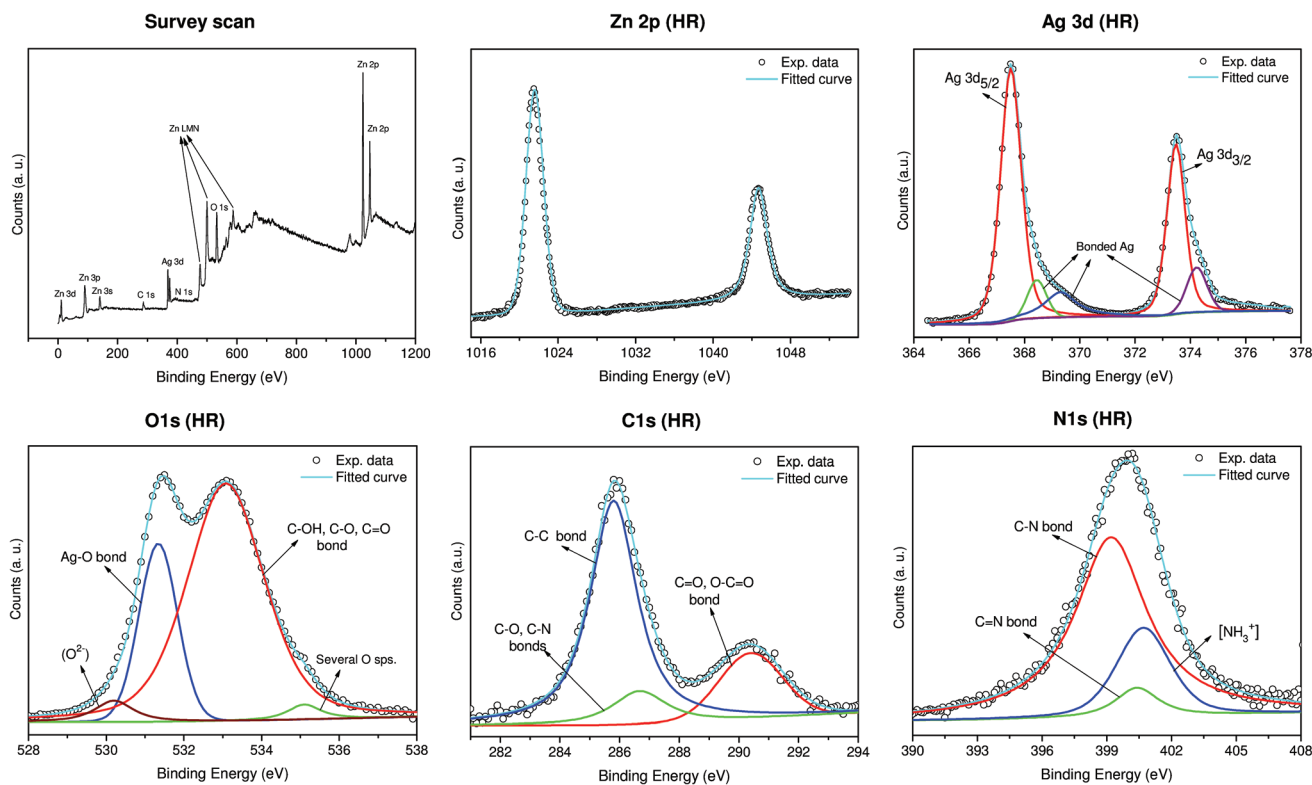 Survey scan
Zn 2p (HR)
Ag 3d (HR)
Counts (a. u.)
Zn 2p
Zn LMN
Zn 2p
O 1s
Ag 3d
Zn 3p
Zn 3d
Zn 3s
C 1s
N 1s
0 200 400 600 800 1000 1200
Binding Energy (eV)
Counts (a. u.)
Exp. data
Fitted curve
1016 1024 1032 1040 1048
Binding Energy (eV)
Counts (a. u.)
Exp. data
Fitted curve
Ag 3d5/2
Ag 3d3/2
Bonded Ag
364 366 368 370 372 374 376 378
Binding Energy (eV)
O1s (HR)
C1s (HR)
N1s (HR)
Counts (a. u.)
Exp. data
Fitted curve
C-OH, C-O, C=O
bond
Ag-O bond
(O2-)
Several O sps.
528 530 532 534 536 538
Binding Energy (eV)
Counts (a. u.)
Exp. data
Fitted curve
C-C bond
C=O, O-C=O
bond
C-O, C-N
bonds
282 284 286 288 290 292 294
Binding Energy (eV)
Counts (a. u.)
Exp. data
Fitted curve
C-N bond
C=N bond
[NH3+]
390 393 396 399 402 405 408
Binding Energy (eV)